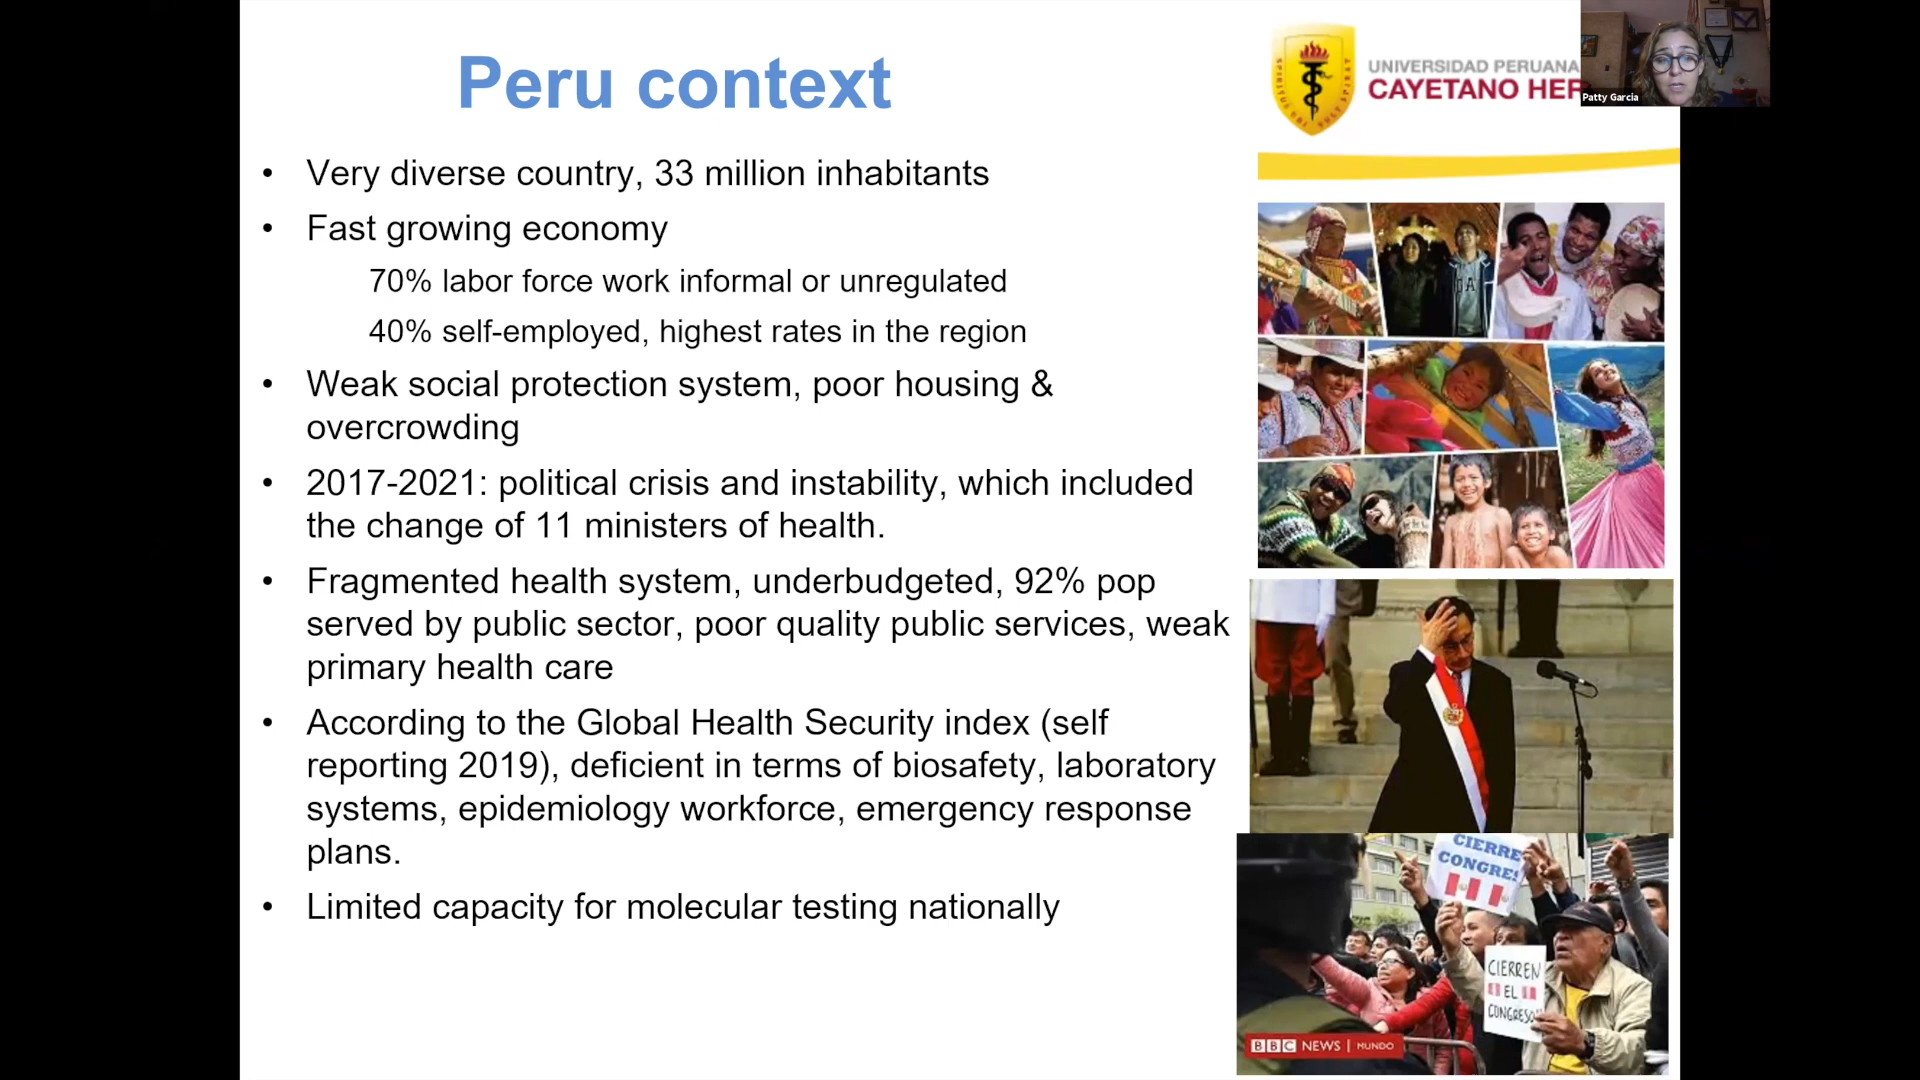 Peru context
UNIVERSIDAD PERUANA
CAYETANO HER
Patty Garcia
• Very diverse country, 33 million inhabitants
• Fast growing economy
70% labor force work informal or unregulated
40% self-employed, highest rates in the region
• Weak social protection system, poor housing &
overcrowding
• 2017-2021: political crisis and instability, which included
the change of 11 ministers of health.
• Fragmented health system, underbudgeted, 92% pop
served by public sector, poor quality public services, weak
primary health care
• According to the Global Health Security index (self
reporting 2019), deficient in terms of biosafety, laboratory
systems, epidemiology workforce, emergency response
plans.
• Limited capacity for molecular testing nationally
CIERRE
CONGRES
CIERREN
EL
CONGRESO
BBC NEWS | MUNDO